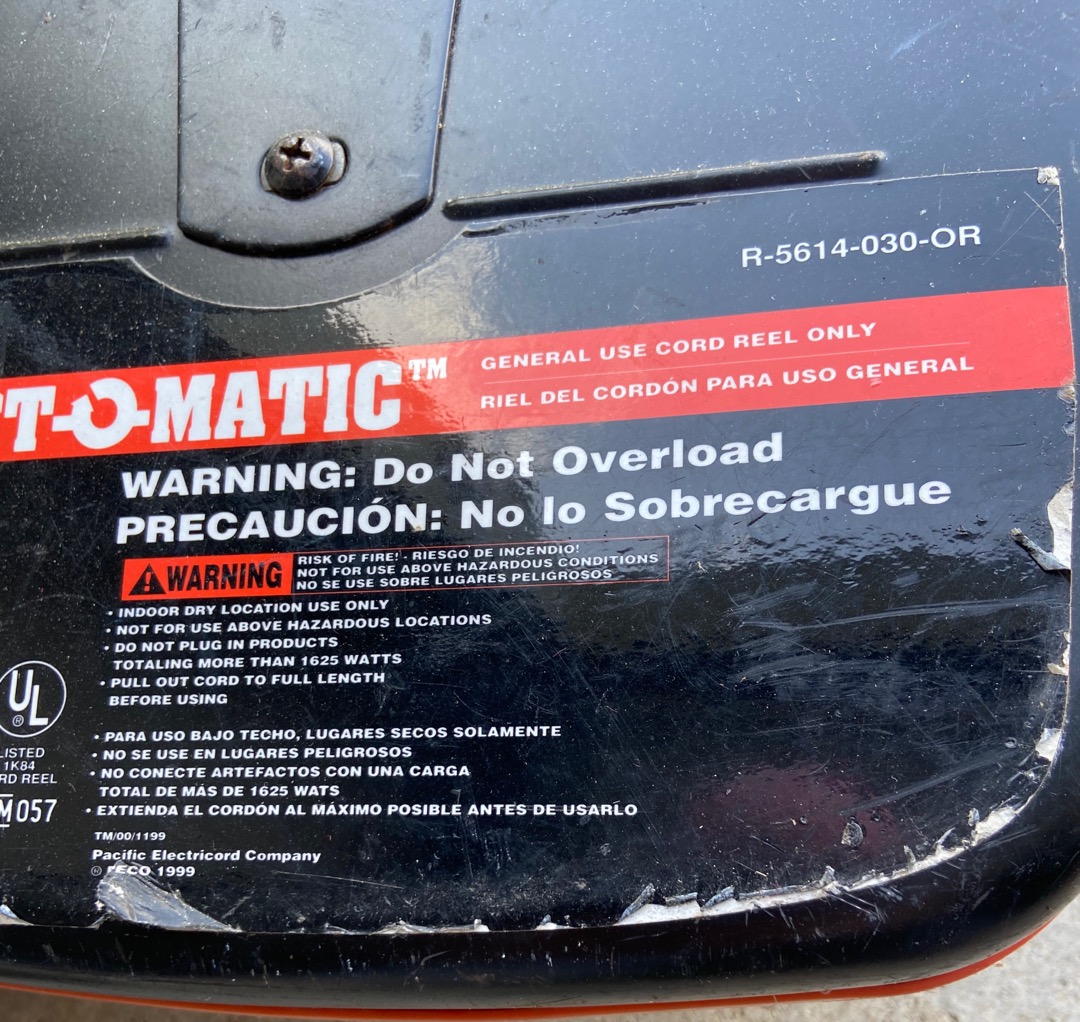 R-5614-030-OR
T-O-MATIC™
GENERAL USE CORD REEL ONLY
RIEL DEL CORDÓN PARA USO GENERAL
WARNING: Do Not Overload
PRECAUCIÓN: No lo Sobrecargue
WARNING
RISK OF FIRE! - RIESGO DE INCENDIO!
NOT FOR USE ABOVE HAZARDOUS CONDITIONS
NO SE USE SOBRE LUGARES PELIGROSOS
• INDOOR DRY LOCATION USE ONLY
• NOT FOR USE ABOVE HAZARDOUS LOCATIONS
• DO NOT PLUG IN PRODUCTS
TOTALING MORE THAN 1625 WATTS
• PULL OUT CORD TO FULL LENGTH
BEFORE USING
UL
®
LISTED
1K84
RD REEL
M057
• PARA USO BAJO TECHO, LUGARES SECOS SOLAMENTE
• NO SE USE EN LUGARES PELIGROSOS
• NO CONECTE ARTEFACTOS CON UNA CARGA
TOTAL DE MÁS DE 1625 WATS
• EXTIENDA EL CORDÓN AL MÁXIMO POSIBLE ANTES DE USARLO
TM/00/1199
Pacific Electricord Company
© PECO 1999